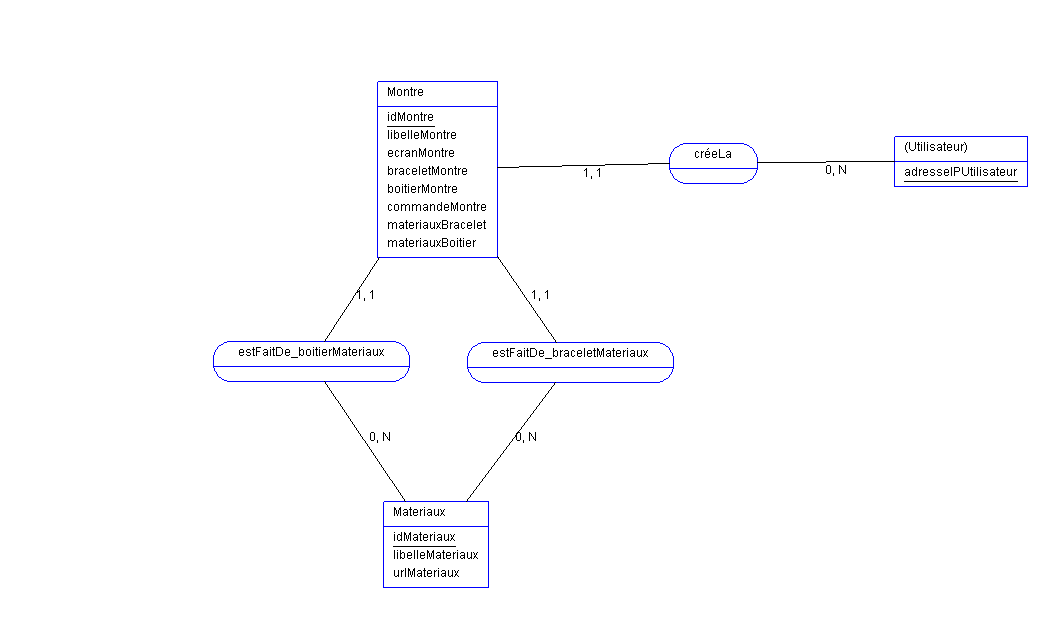 Montre
idMontre
libelleMontre
ecranMontre
braceletMontre
boitierMontre
commandeMontre
materiauxBracelet
materiauxBoitier
1, 1
créeLa
0, N
(Utilisateur)
adresseIPUtilisateur
1, 1
1, 1
estFaitDe_boitierMateriaux
estFaitDe_braceletMateriaux
0, N
0, N
Materiaux
idMateriaux
libelleMateriaux
urlMateriaux